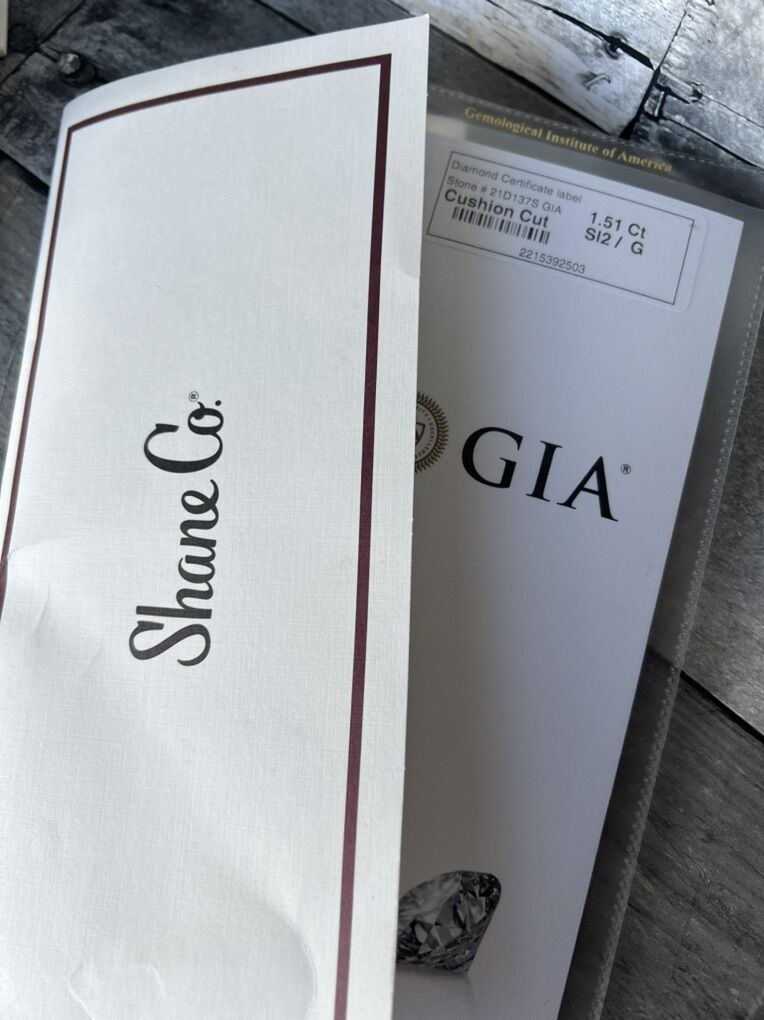 Shane Co.®
Gemological Institute of America
Diamond Certificate label
Stone # 21D137S GIA
Cushion Cut 1.51 Ct
SI2 / G
2215392503
GIA®